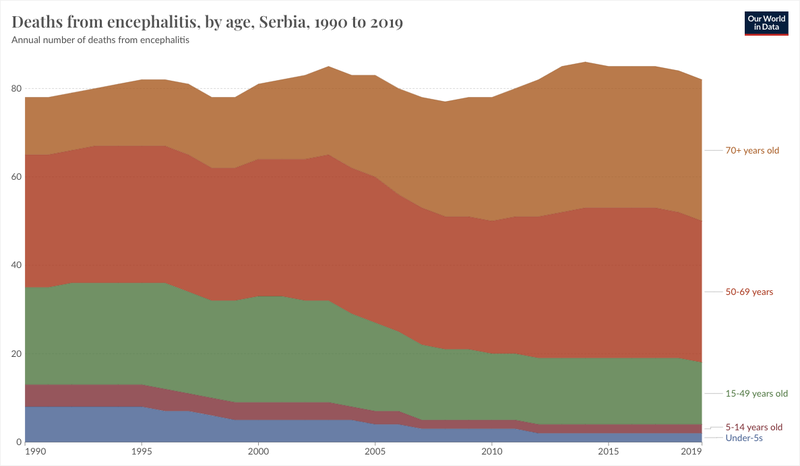 Deaths from encephalitis, by age, Serbia, 1990 to 2019
Annual number of deaths from encephalitis
Our World
in Data
80
60
40
20
0
70+ years old
50-69 years
15-49 years old
5-14 years old
Under-5s
1990 1995 2000 2005 2010 2015 2019